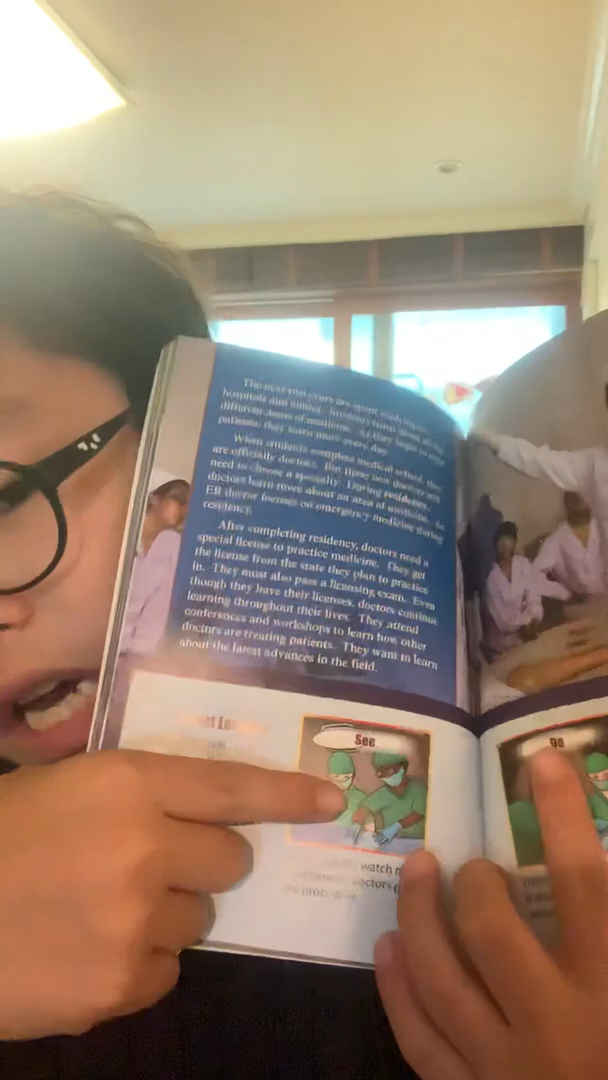 The next two years are spent studying in
hospitals and clinics. Students learn about all the
different areas of medicine. As they begin to treat
patients, they learn more every day.
When students complete medical school, they
are officially doctors. But these new doctors still
need to choose a specialty. During residency,
doctors learn more about an area of medicine. An
ER doctor focuses on emergency medicine during
residency.
After completing residency, doctors need a
special license to practice medicine. They get
the license from the state they plan to practice
in. They must also pass a licensing exam. Even
though they have their licenses, doctors continue
learning throughout their lives. They attend
conferences and workshops to learn how other
doctors are treating patients. They want to learn
about the latest advances in the field.
See
watch
doctors
the procedure.
Do